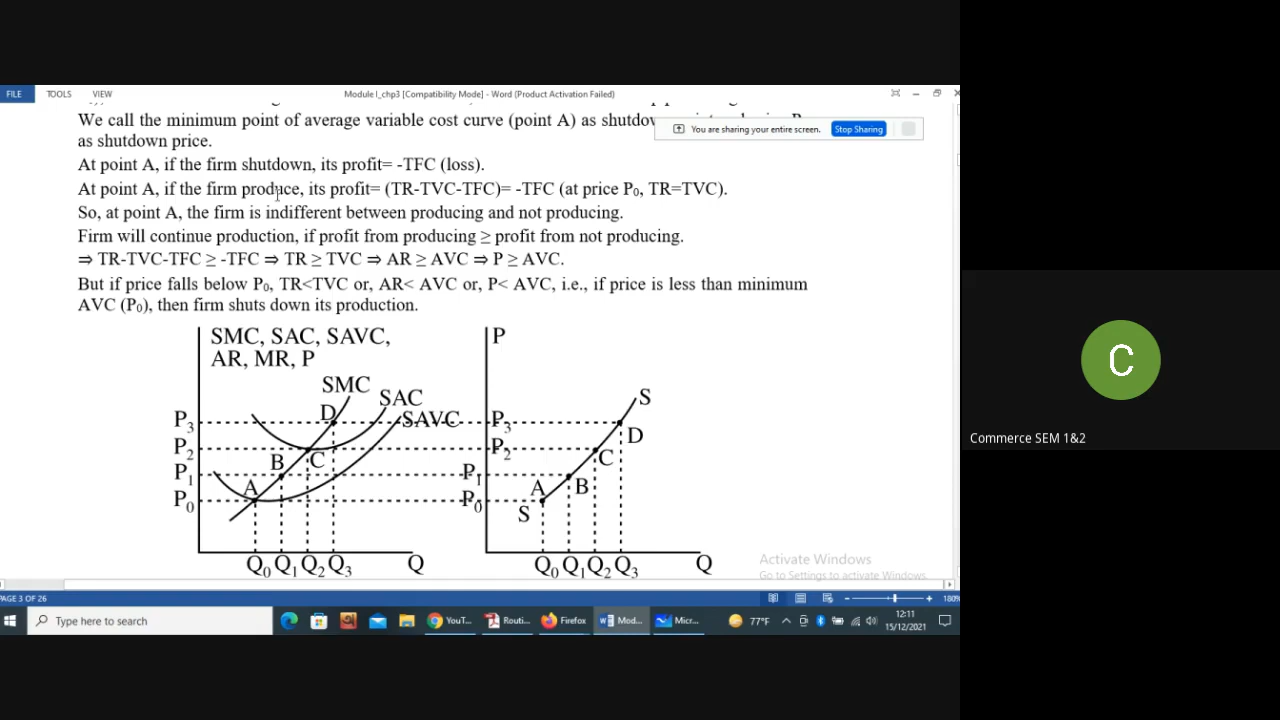 FILE TOOLS VIEW Module I_chp3 [Compatibility Mode] - Word (Product Activation Failed)
We call the minimum point of average variable cost curve (point A) as
You are sharing your entire screen. Stop Sharing
as shutdown price.
At point A, if the firm shutdown, its profit= -TFC (loss).
At point A, if the firm produce, its profit= (TR-TVC-TFC)= -TFC (at price P₀, TR=TVC).
So, at point A, the firm is indifferent between producing and not producing.
Firm will continue production, if profit from producing ≥ profit from not producing.
⇒ TR-TVC-TFC ≥ -TFC ⇒ TR ≥ TVC ⇒ AR ≥ AVC ⇒ P ≥ AVC.
But if price falls below P₀, TR<TVC or, AR< AVC or, P< AVC, i.e., if price is less than minimum
AVC (P₀), then firm shuts down its production.
SMC, SAC, SAVC, P
AR, MR, P
SMC
SAC S
D SAVC
P₃ P₃ D
P₂ P₂
B C C
P₁ P₁ B
A A
P₀ P₀
S
Q₀ Q₁ Q₂ Q₃ Q Q₀ Q₁ Q₂ Q₃ Q
Activate Windows
Go to Settings to activate Windows.
PAGE 3 OF 26 180%
Type here to search YouT... Routi... Firefox Mod... Micr... 77°F 12:11
15/12/2021
C
Commerce SEM 1&2